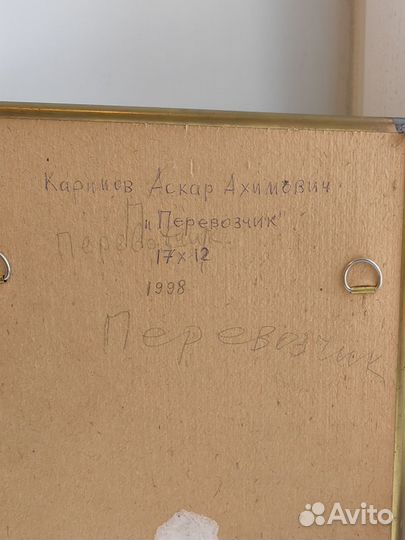 Каримов Аскар Ахимович
П
"Перевозчик"
Перевозчик
17х12
1998
Перевозчик
Avito